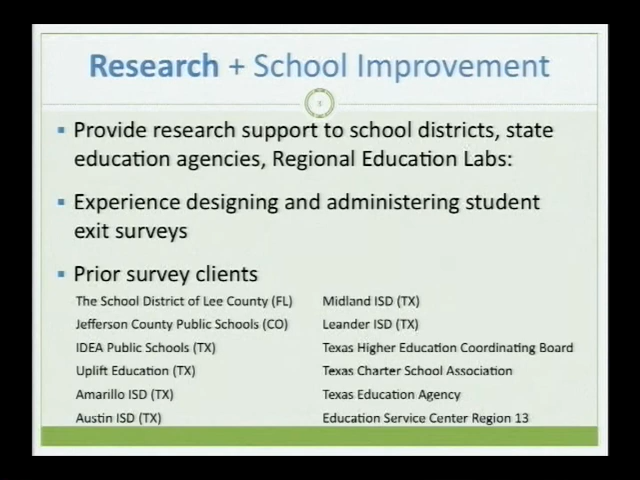 Research + School Improvement
3
Provide research support to school districts, state
education agencies, Regional Education Labs:
Experience designing and administering student
exit surveys
Prior survey clients
The School District of Lee County (FL)
Jefferson County Public Schools (CO)
IDEA Public Schools (TX)
Uplift Education (TX)
Amarillo ISD (TX)
Austin ISD (TX)
Midland ISD (TX)
Leander ISD (TX)
Texas Higher Education Coordinating Board
Texas Charter School Association
Texas Education Agency
Education Service Center Region 13